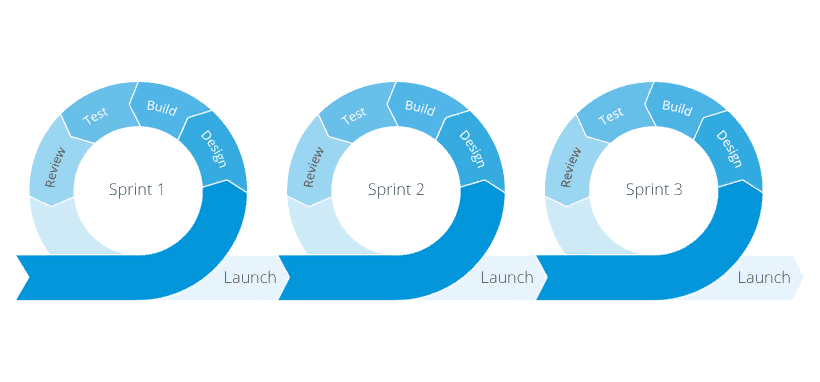 Test
Build
Design
Review
Sprint 1
Launch
Test
Build
Design
Review
Sprint 2
Launch
Test
Build
Design
Review
Sprint 3
Launch